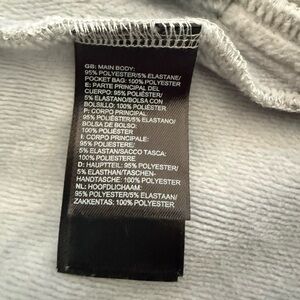 GB: MAIN BODY:
95% POLYESTER/5% ELASTANE/
POCKET BAG: 100% POLYESTER
E: PARTE PRINCIPAL DEL
CUERPO: 95% POLIÉSTER/
5% ELASTANO/BOLSA CON
BOLSILLO: 100% POLIÉSTER
P: CORPO PRINCIPAL:
95% POLIÉSTER/5% ELASTANO/
BOLSA DE BOLSO:
100% POLIÉSTER
I: CORPO PRINCIPALE:
95% POLIESTERE/
5% ELASTAN/SACCO TASCA:
100% POLIESTERE
D: HAUPTTEIL: 95% POLYESTER/
5% ELASTHAN/TASCHEN-
HANDTASCHE: 100% POLYESTER
NL: HOOFDLICHAAM:
95% POLYESTER/5% ELASTAAN/
ZAKKENTAS: 100% POLYESTER